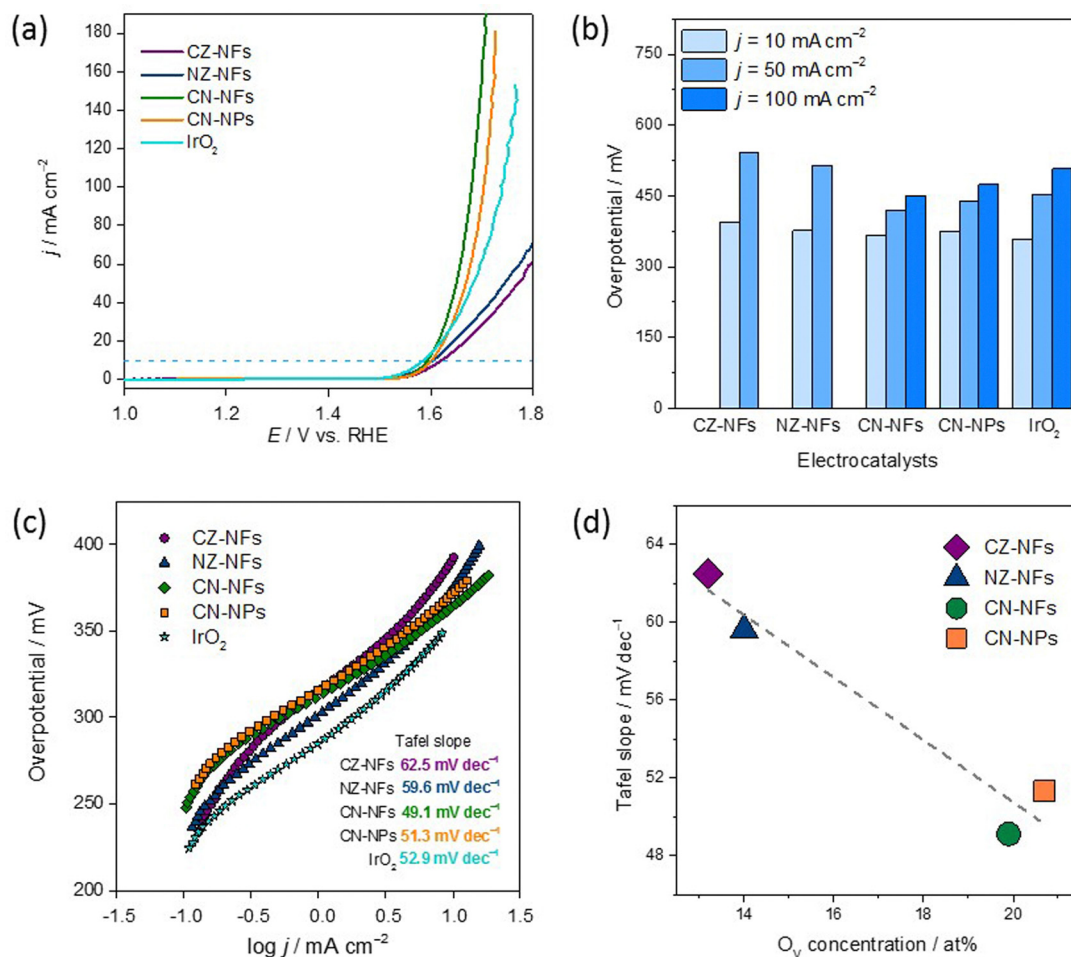 (a)
180
160
140
120
100
80
60
40
20
0
j / mA cm⁻²
CZ-NFs
NZ-NFs
CN-NFs
CN-NPs
IrO₂
1.0 1.2 1.4 1.6 1.8
E / V vs. RHE
(b)
750
600
450
300
150
0
Overpotential / mV
j = 10 mA cm⁻²
j = 50 mA cm⁻²
j = 100 mA cm⁻²
CZ-NFs NZ-NFs CN-NFs CN-NPs IrO₂
Electrocatalysts
(c)
400
350
300
250
200
Overpotential / mV
CZ-NFs
NZ-NFs
CN-NFs
CN-NPs
IrO₂
Tafel slope
CZ-NFs 62.5 mV dec⁻¹
NZ-NFs 59.6 mV dec⁻¹
CN-NFs 49.1 mV dec⁻¹
CN-NPs 51.3 mV dec⁻¹
IrO₂ 52.9 mV dec⁻¹
-1.5 -1.0 -0.5 0.0 0.5 1.0 1.5
log j / mA cm⁻²
(d)
64
60
56
52
48
Tafel slope / mV dec⁻¹
CZ-NFs
NZ-NFs
CN-NFs
CN-NPs
14 16 18 20
Oᵥ concentration / at%